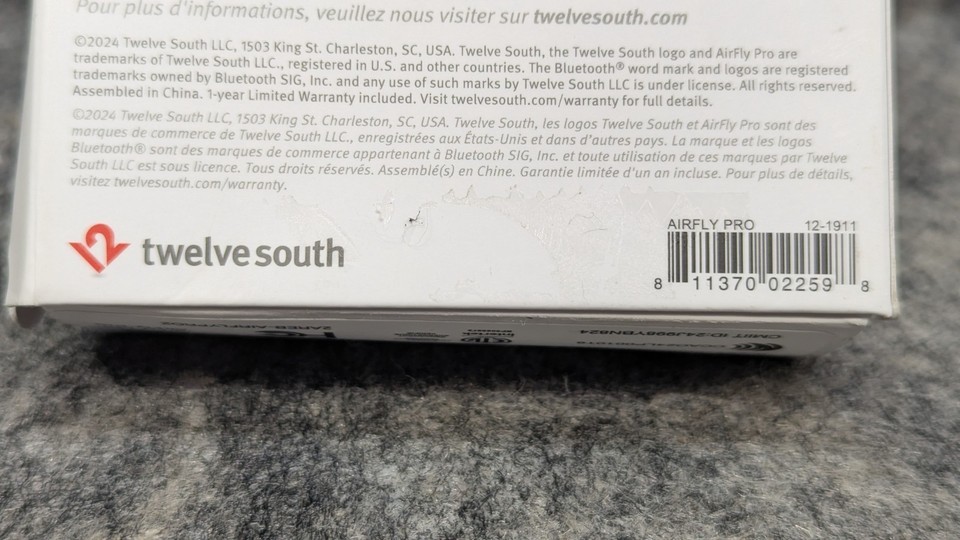 Pour plus d'informations, veuillez nous visiter sur twelvesouth.com
©2024 Twelve South LLC, 1503 King St. Charleston, SC, USA. Twelve South, the Twelve South logo and AirFly Pro are
trademarks of Twelve South LLC., registered in U.S. and other countries. The Bluetooth® word mark and logos are registered
trademarks owned by Bluetooth SIG, Inc. and any use of such marks by Twelve South LLC is under license. All rights reserved.
Assembled in China. 1-year Limited Warranty included. Visit twelvesouth.com/warranty for full details.
©2024 Twelve South LLC, 1503 King St. Charleston, SC, USA. Twelve South, les logos Twelve South et AirFly Pro sont des
marques de commerce de Twelve South LLC., enregistrées aux États-Unis et dans d'autres pays. La marque et les logos
Bluetooth® sont des marques de commerce appartenant à Bluetooth SIG, Inc. et toute utilisation de ces marques par Twelve
South LLC est sous licence. Tous droits réservés. Assemblé(s) en Chine. Garantie limitée d'un an incluse. Pour plus de détails,
visitez twelvesouth.com/warranty.
twelve south
AIRFLY PRO 12-1911
8 11370 02259 8
CMIIT ID:24J996YBN824
Intertek